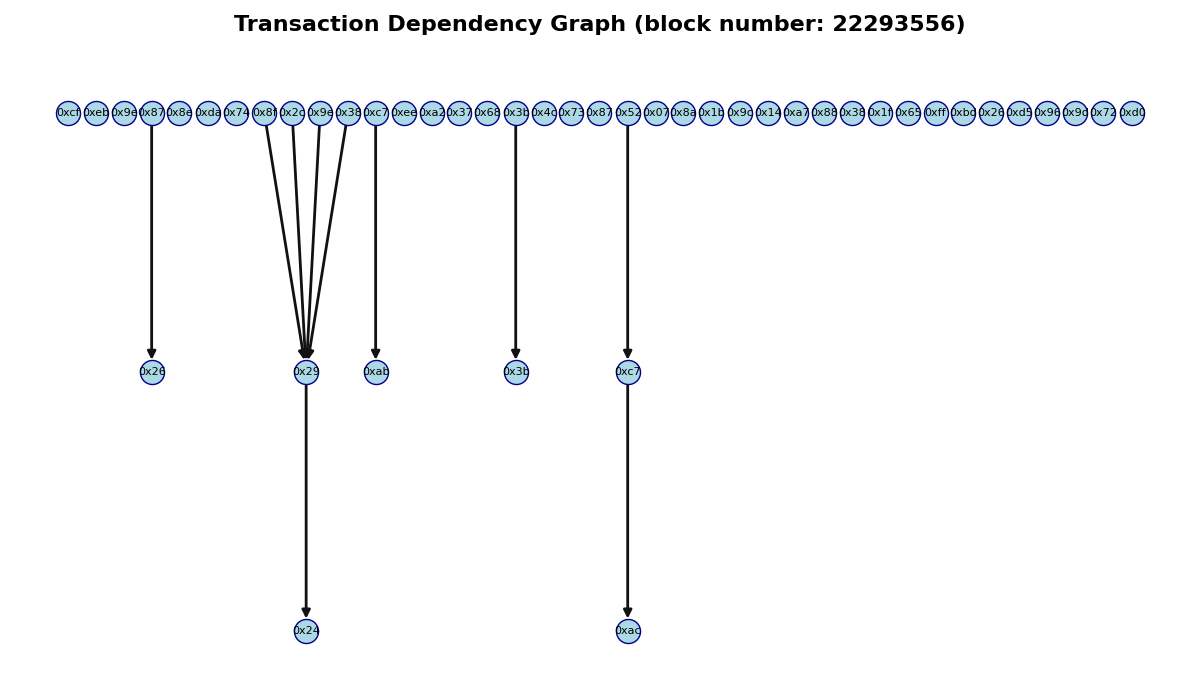 Transaction Dependency Graph (block number: 22293556)
0xcf 0xeb 0x9e 0x87 0x8e 0xda 0x74 0x8f 0x2c 0x9e 0x38 0xc7 0xee 0xa2 0x37 0x68 0x3b 0x4c 0x73 0x87 0x52 0x07 0x8a 0x1b 0x9c 0x14 0xa7 0x88 0x38 0x1f 0x65 0xff 0xbd 0x26 0xd5 0x96 0x9d 0x72 0xd0
0x26 0x29 0xab 0x3b 0xc7
0x24 0xac